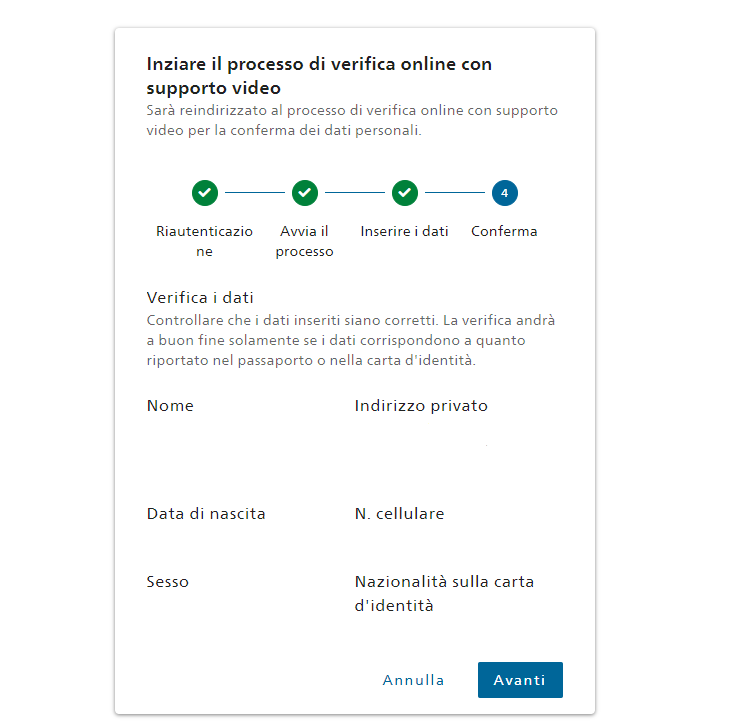 Inziare il processo di verifica online con
supporto video
Sarà reindirizzato al processo di verifica online con supporto
video per la conferma dei dati personali.
4
Riautenticazio
ne
Avvia il
processo
Inserire i dati
Conferma
Verifica i dati
Controllare che i dati inseriti siano corretti. La verifica andrà
a buon fine solamente se i dati corrispondono a quanto
riportato nel passaporto o nella carta d'identità.
Nome
Indirizzo privato
Data di nascita
N. cellulare
Sesso
Nazionalità sulla carta
d'identità
Annulla
Avanti